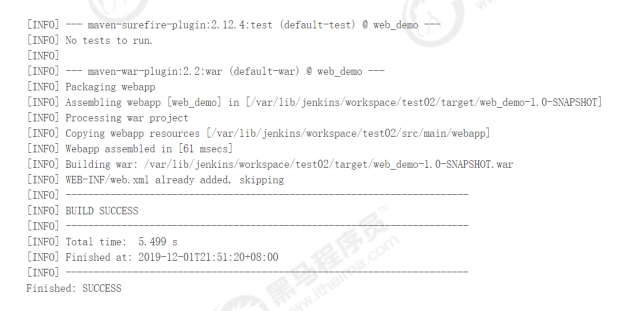 [INFO] --- maven-surefire-plugin:2.12.4:test (default-test) @ web_demo ---
[INFO] No tests to run.
[INFO]
[INFO] --- maven-war-plugin:2.2:war (default-war) @ web_demo ---
[INFO] Packaging webapp
[INFO] Assembling webapp [web_demo] in [/var/lib/jenkins/workspace/test02/target/web_demo-1.0-SNAPSHOT]
[INFO] Processing war project
[INFO] Copying webapp resources [/var/lib/jenkins/workspace/test02/src/main/webapp]
[INFO] Webapp assembled in [61 msecs]
[INFO] Building war: /var/lib/jenkins/workspace/test02/target/web_demo-1.0-SNAPSHOT.war
[INFO] WEB-INF/web.xml already added, skipping
[INFO] ------------------------------------------------------------------------
[INFO] BUILD SUCCESS
[INFO] ------------------------------------------------------------------------
[INFO] Total time:  5.499 s
[INFO] Finished at: 2019-12-01T21:51:20+08:00
[INFO] ------------------------------------------------------------------------
Finished: SUCCESS
黑马程序员
www.itheima.com